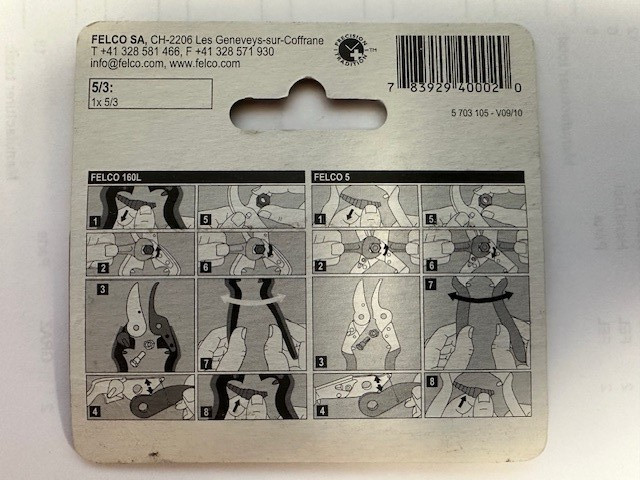 FELCO SA, CH-2206 Les Geneveys-sur-Coffrane
T +41 328 581 466, F +41 328 571 930
info@felco.com, www.felco.com
PRECISION
TRADITION
TM
7 83929 40002 0
5/3:
1x 5/3
5 703 105 - V09/10
FELCO 160L
1
5
2
6
3
7
4
8
FELCO 5
1
5
2
6
3
7
4
8